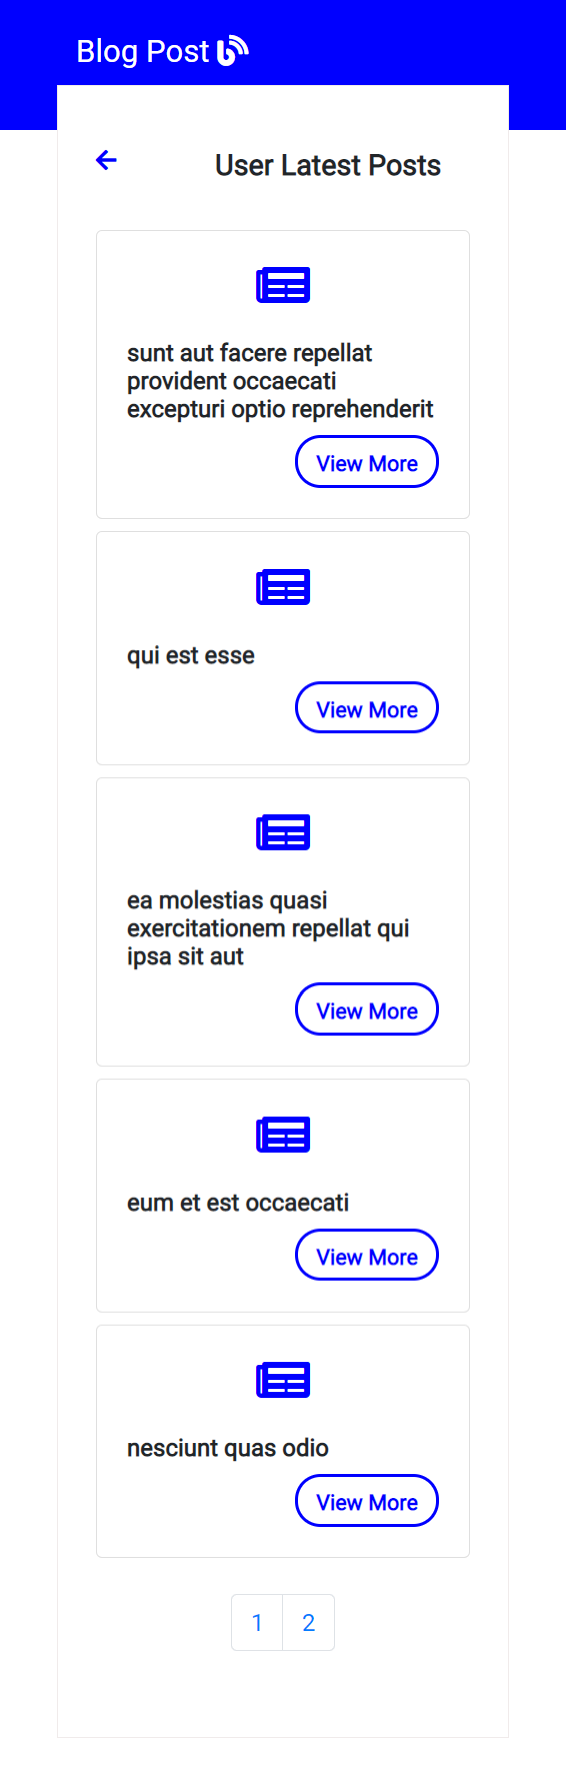 Blog Post
User Latest Posts
sunt aut facere repellat
provident occaecati
excepturi optio reprehenderit
View More
qui est esse
View More
ea molestias quasi
exercitationem repellat qui
ipsa sit aut
View More
eum et est occaecati
View More
nesciunt quas odio
View More
1 2